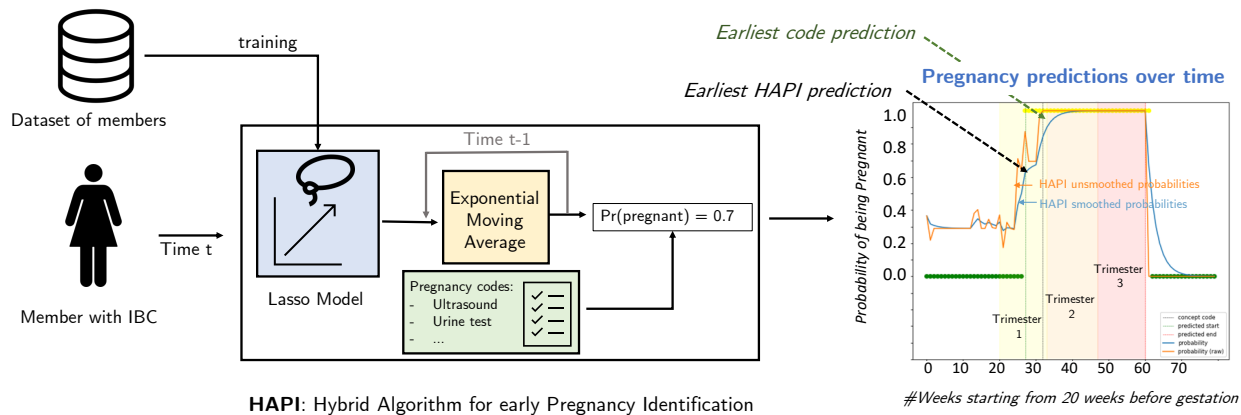 training
Dataset of members
Member with IBC
Time t
Lasso Model
Time t-1
Exponential
Moving
Average
Pregnancy codes:
- Ultrasound
- Urine test
- ...
Pr(pregnant) = 0.7
HAPI: Hybrid Algorithm for early Pregnancy Identification
Earliest code prediction
Earliest HAPI prediction
Pregnancy predictions over time
Probability of being Pregnant
1.0
0.8
0.6
0.4
0.2
0.0
HAPI unsmoothed probabilities
HAPI smoothed probabilities
Trimester
1
Trimester
2
Trimester
3
concept code
predicted start
predicted end
probability
probability (raw)
0 10 20 30 40 50 60 70
#Weeks starting from 20 weeks before gestation